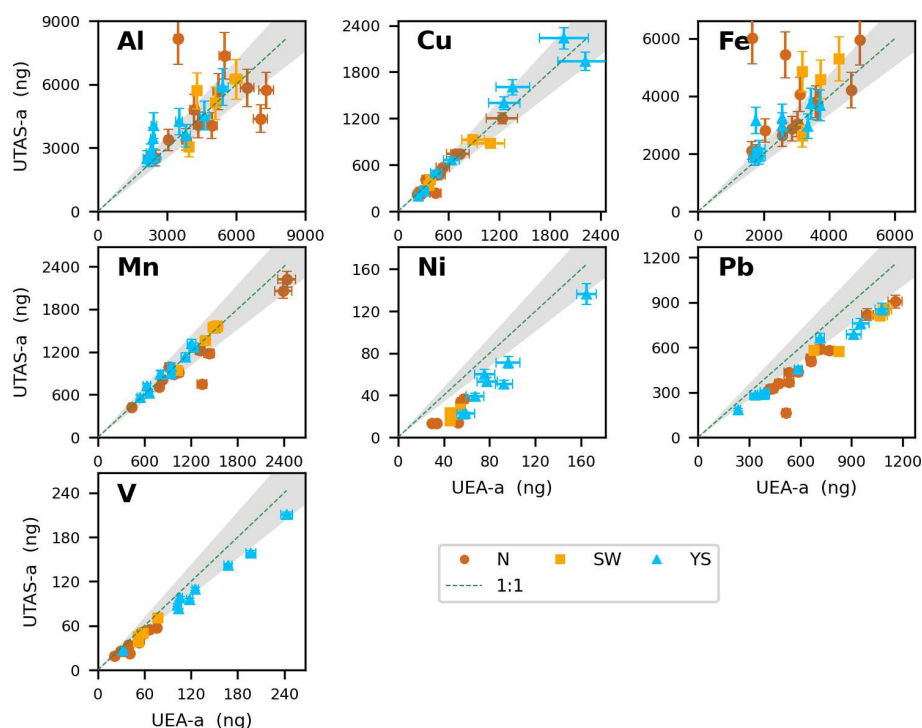 Al
Cu
Fe
9000
6000
3000
0
2400
1800
1200
600
0
6000
4000
2000
0
UTAS-a (ng)
0 3000 6000 9000
0 600 1200 1800 2400
0 2000 4000 6000
Mn
Ni
Pb
2400
1800
1200
600
0
160
120
80
40
0
1200
900
600
300
0
UTAS-a (ng)
0 600 1200 1800 2400
0 40 80 120 160
0 300 600 900 1200
UEA-a (ng)
UEA-a (ng)
V
240
180
120
60
0
UTAS-a (ng)
0 60 120 180 240
UEA-a (ng)
N SW YS
1:1